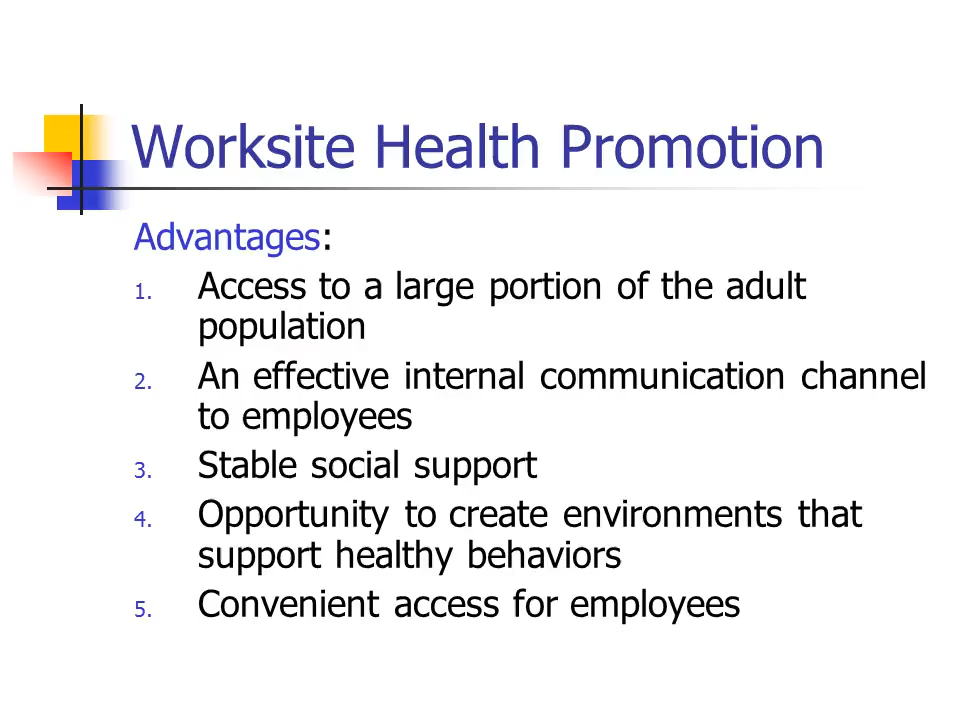 Worksite Health Promotion
Advantages:
1. Access to a large portion of the adult
population
2. An effective internal communication channel
to employees
3. Stable social support
4. Opportunity to create environments that
support healthy behaviors
5. Convenient access for employees